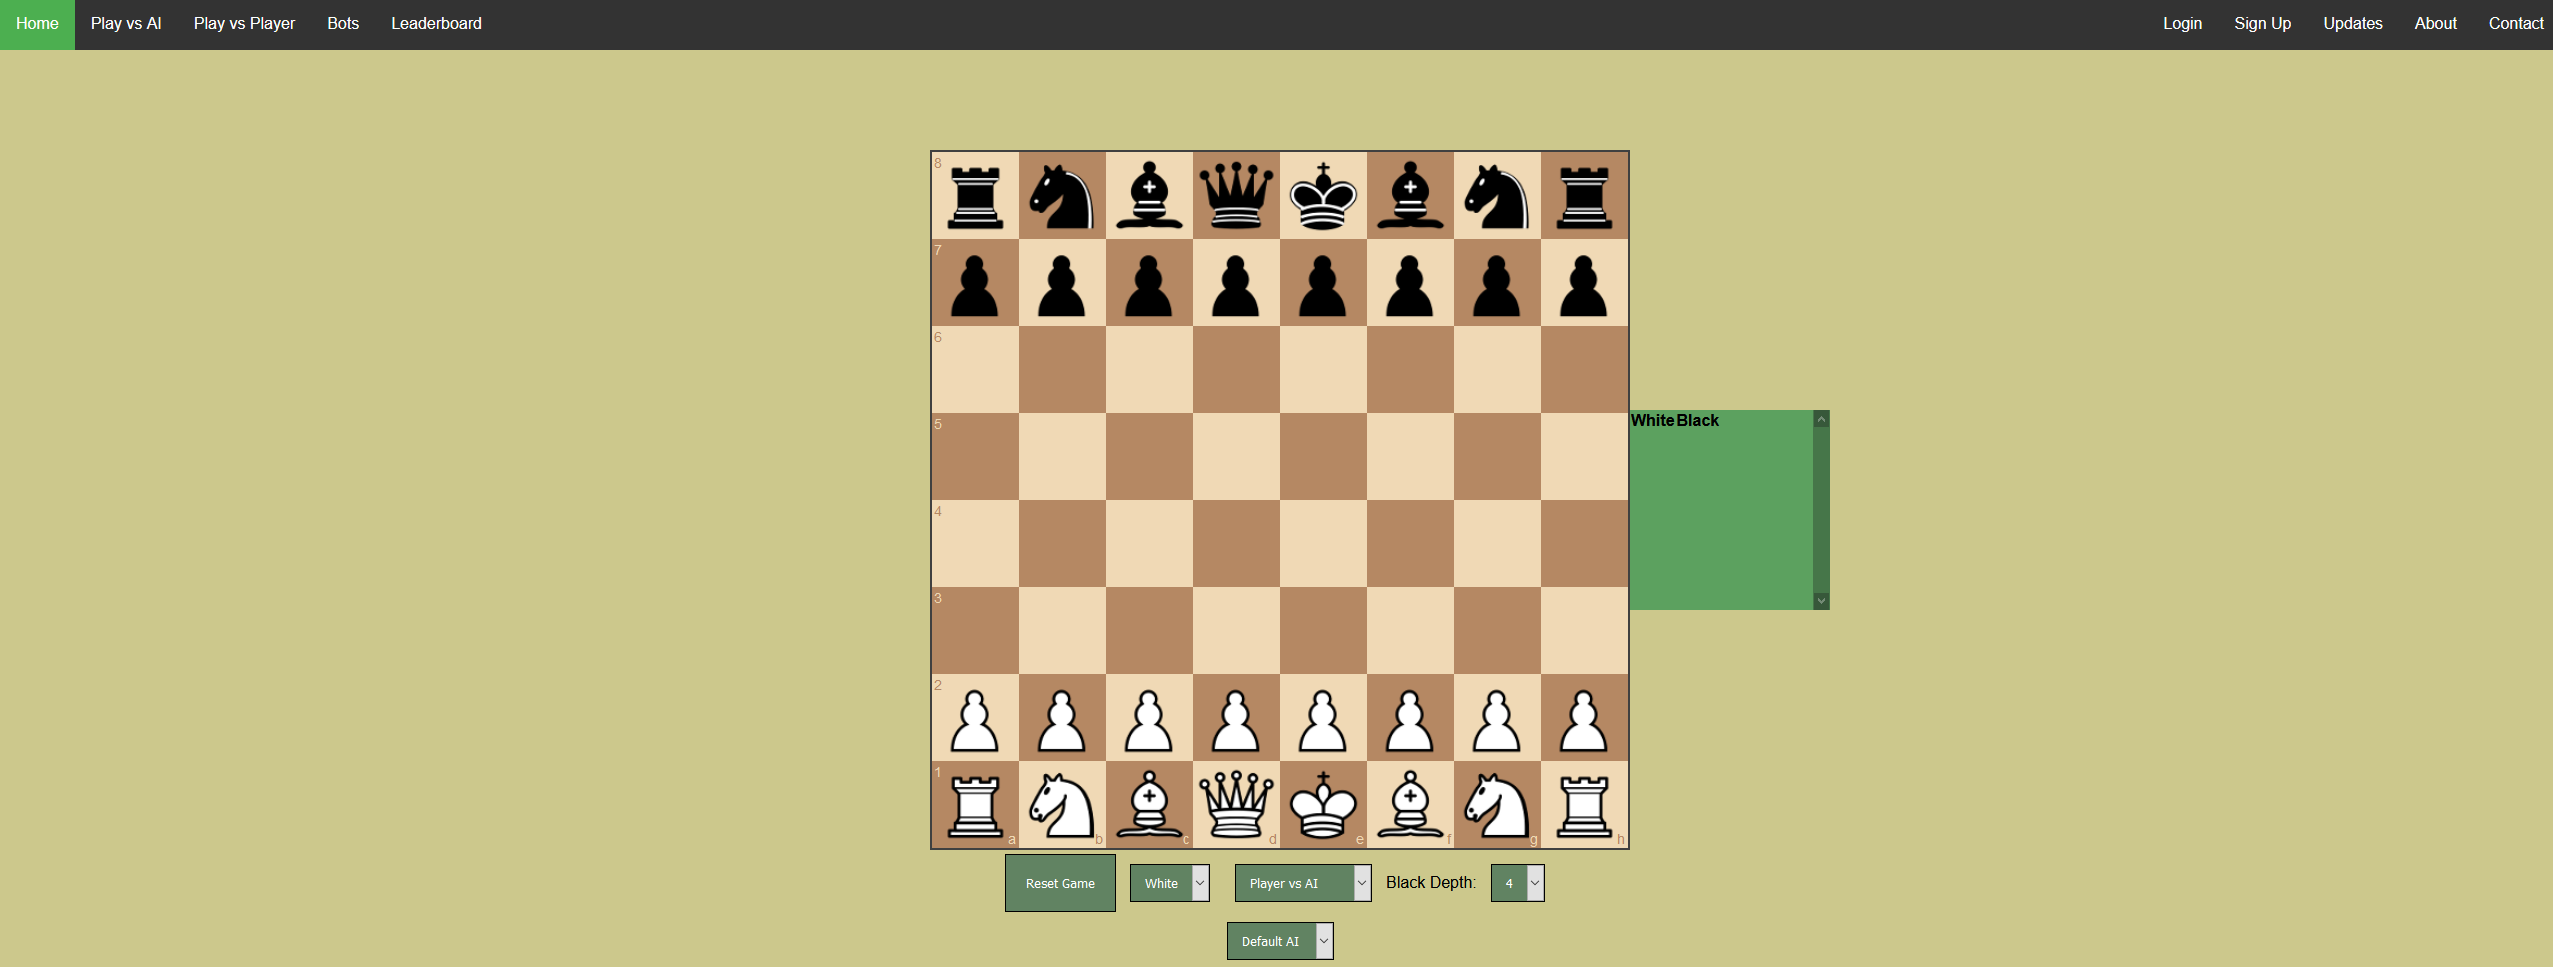 Home Play vs AI Play vs Player Bots Leaderboard Login Sign Up Updates About Contact
8
7
6
5
4
3
2
1
a b c d e f g h
White Black
Reset Game White Player vs AI Black Depth: 4
Default AI